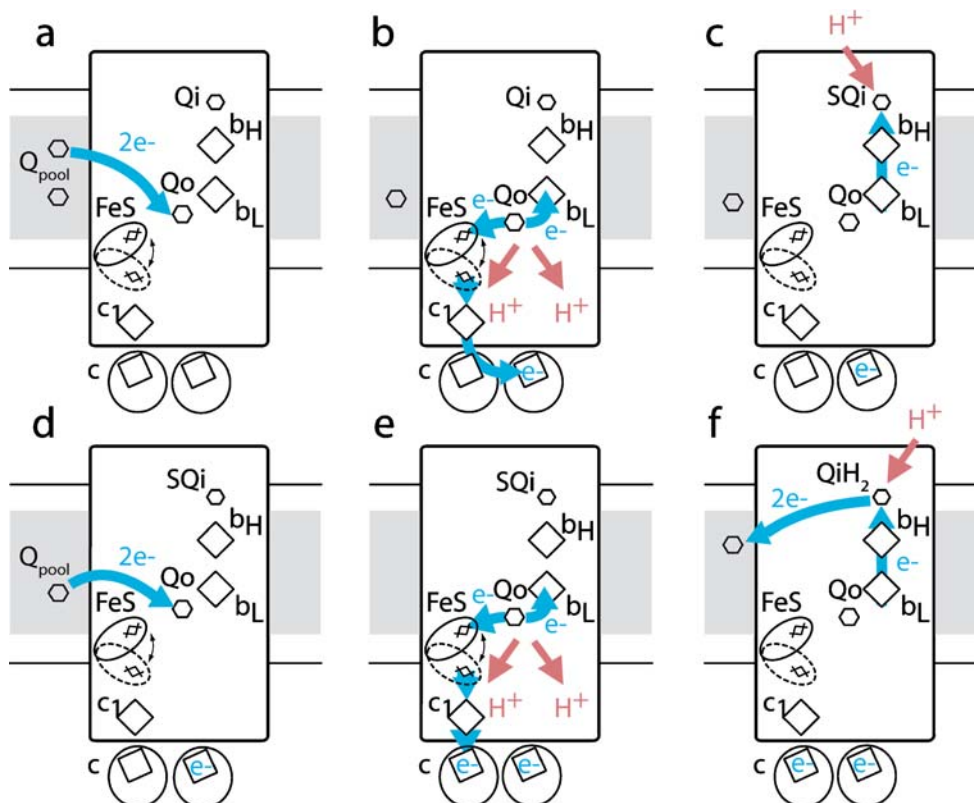 a
Qi
bH
2e-
Qpool
Qo
bL
FeS
c1
c
b
Qi
bH
e-
Qo
FeS
e-
bL
c1
H+
H+
c
e-
c
H+
SQi
bH
e-
Qo
bL
FeS
c1
c
e-
d
SQi
bH
Qpool
2e-
Qo
FeS
bL
c1
c
e-
e
SQi
bH
e-
Qo
FeS
e-
bL
c1
H+
H+
c
e-
e-
f
H+
QiH2
2e-
bH
e-
Qo
bL
FeS
c1
c
e-
e-